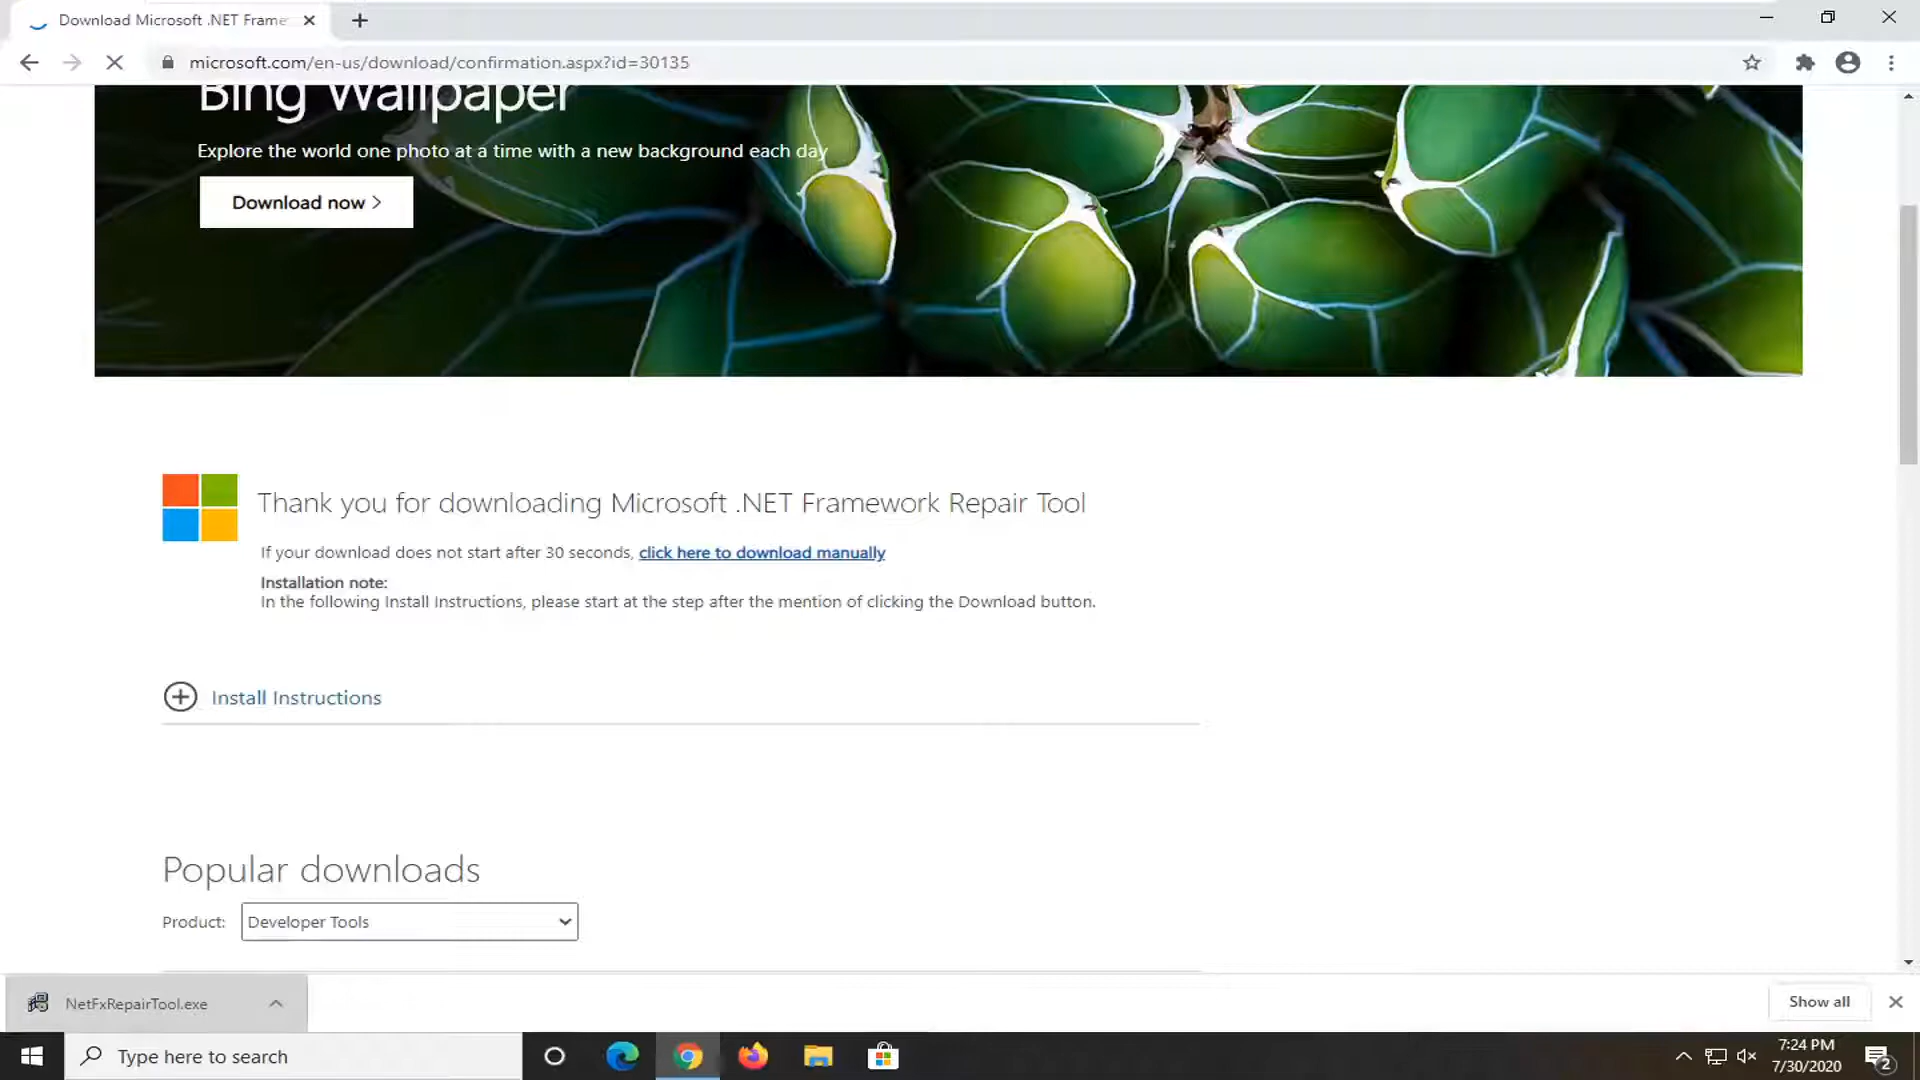 Download Microsoft .NET Frame
microsoft.com/en-us/download/confirmation.aspx?id=30135
Bing Wallpaper
Explore the world one photo at a time with a new background each day
Download now >
Thank you for downloading Microsoft .NET Framework Repair Tool
If your download does not start after 30 seconds, click here to download manually
Installation note:
In the following Install Instructions, please start at the step after the mention of clicking the Download button.
Install Instructions
Popular downloads
Product: Developer Tools
NetFxRepairTool.exe
Show all
Type here to search
7:24 PM
7/30/2020
2